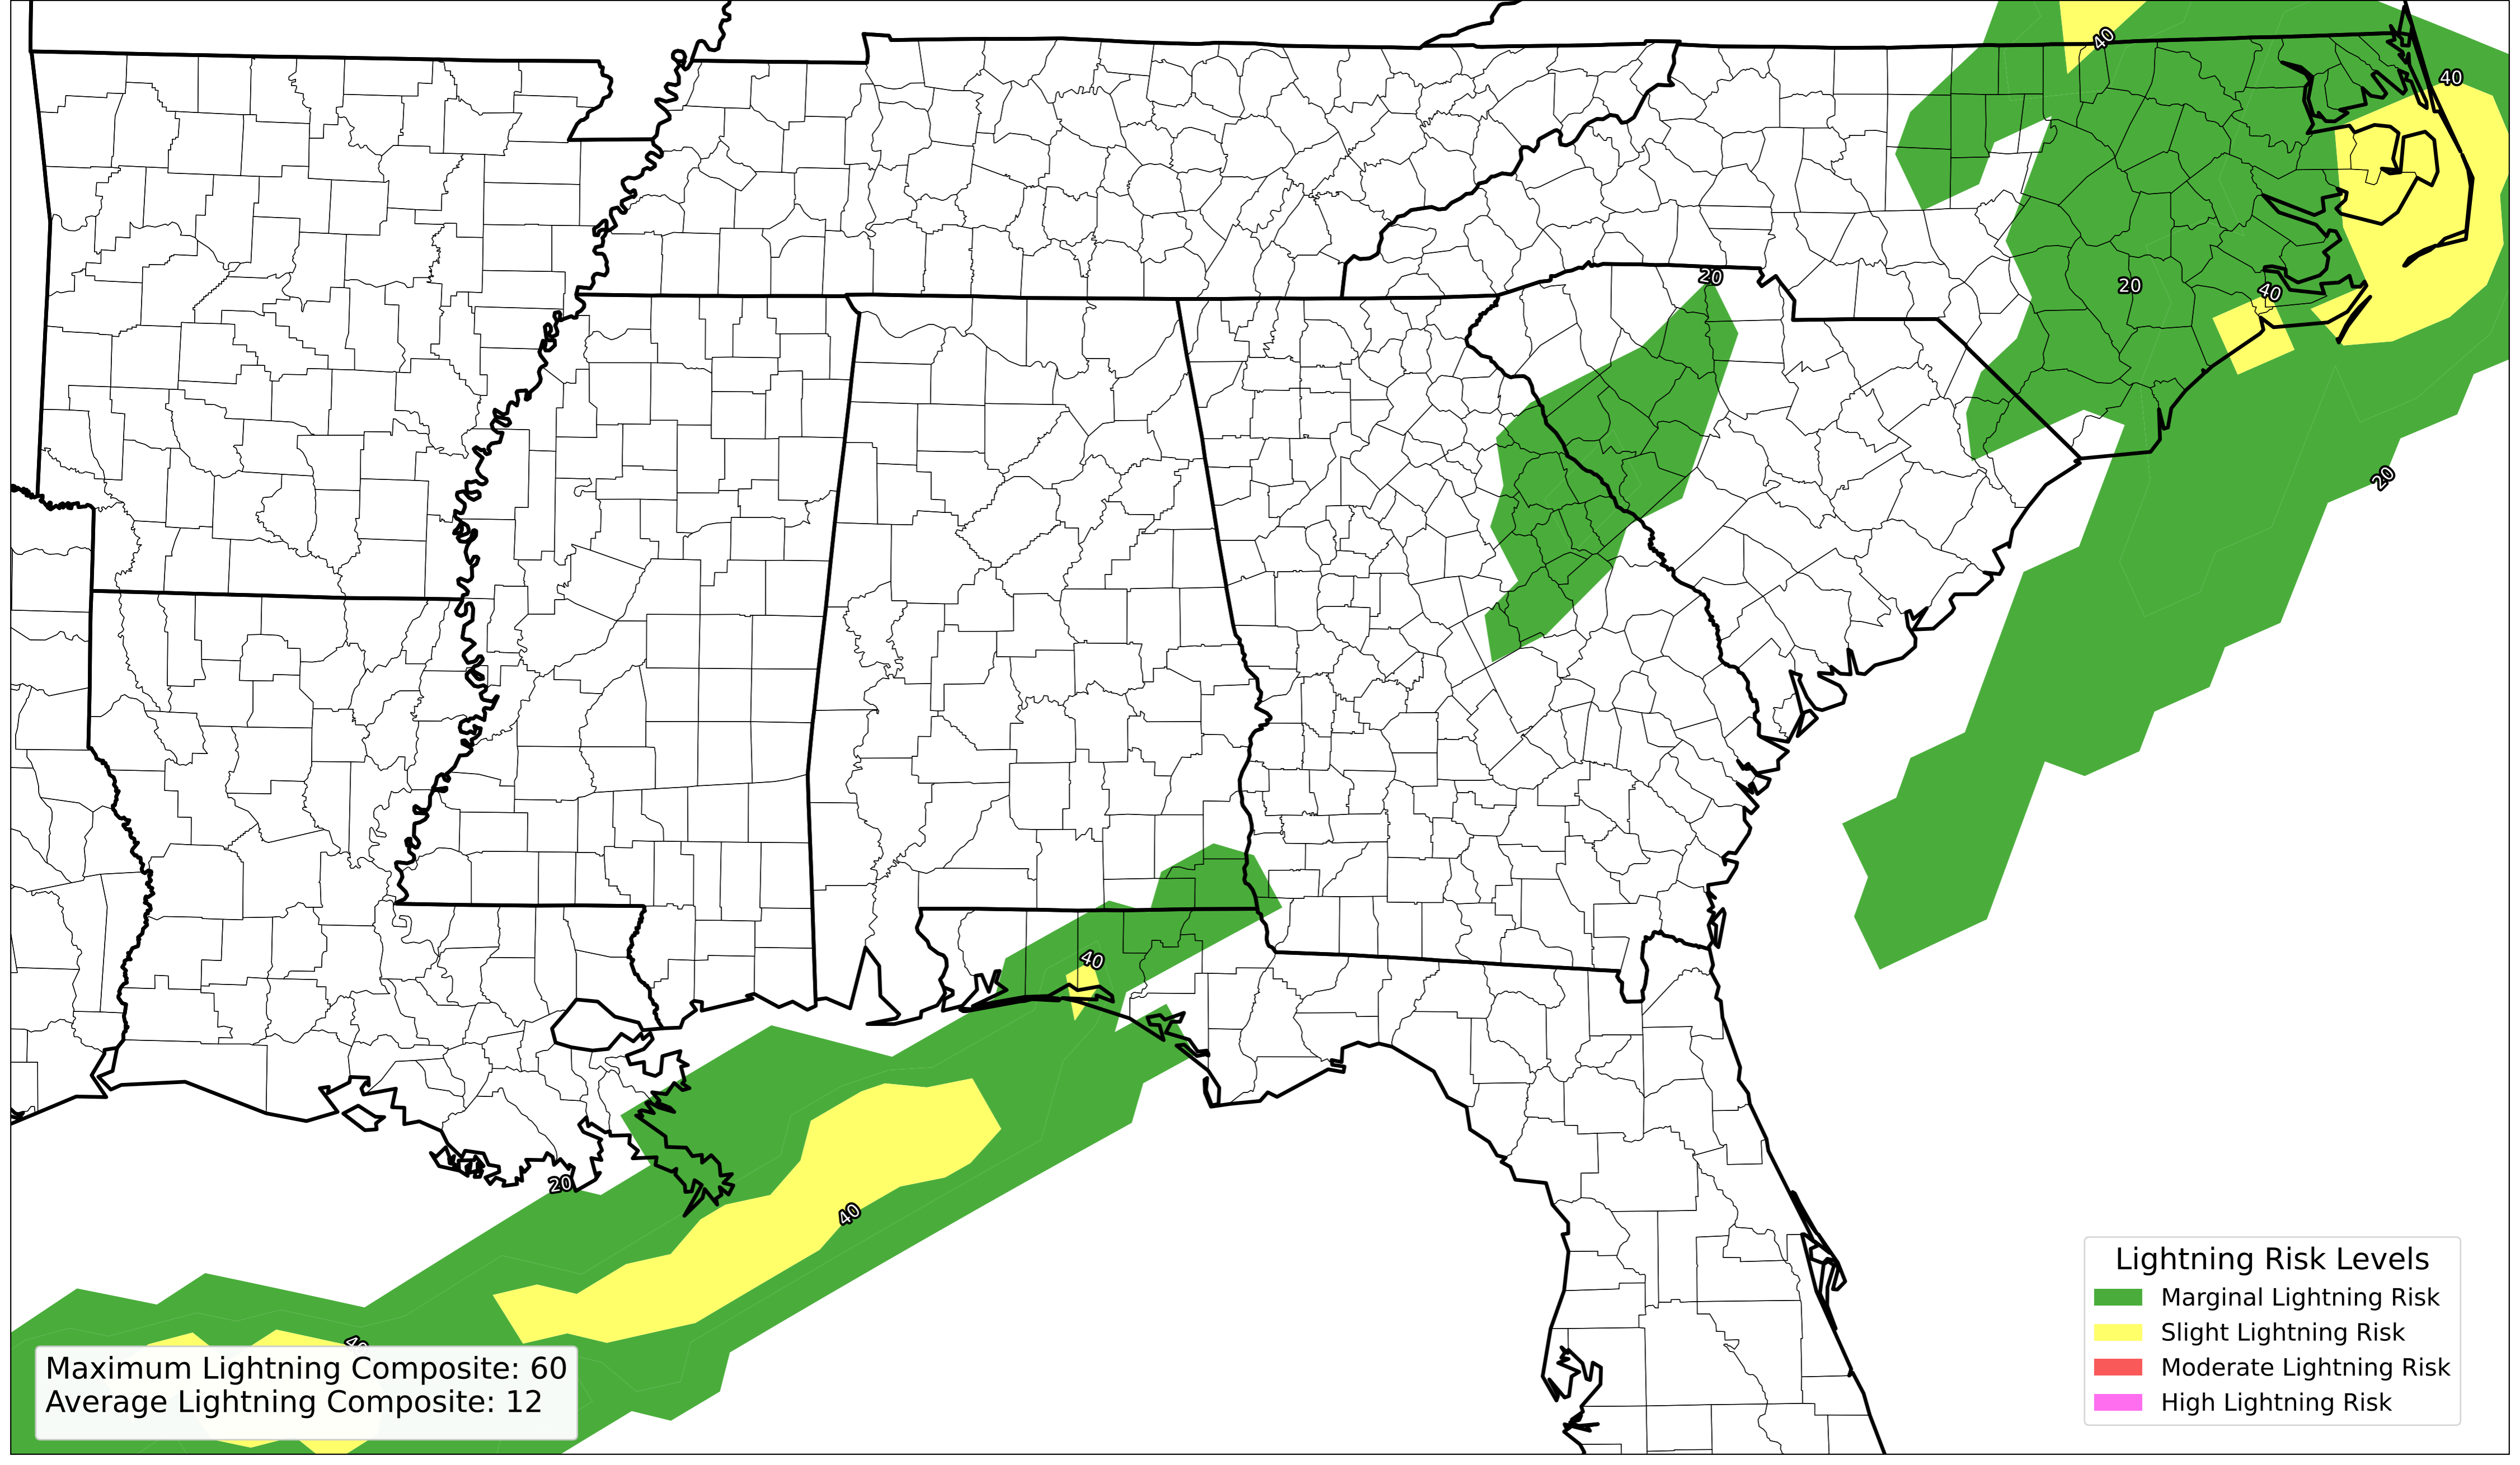 40
40
20
20
40
20
40
20
40
40
Maximum Lightning Composite: 60
Average Lightning Composite: 12
Lightning Risk Levels
Marginal Lightning Risk
Slight Lightning Risk
Moderate Lightning Risk
High Lightning Risk